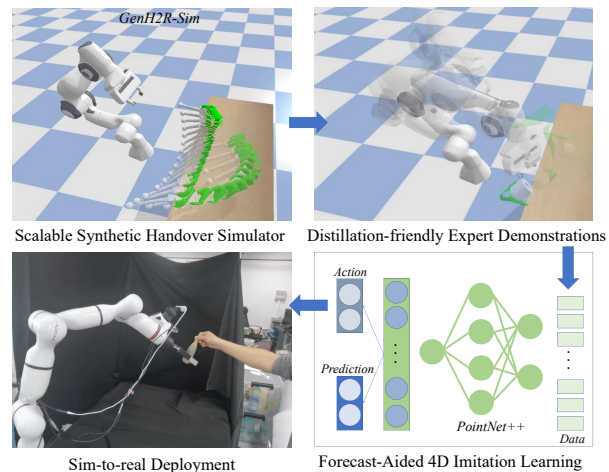 GenH2R-Sim
Scalable Synthetic Handover Simulator
Distillation-friendly Expert Demonstrations
Action
Prediction
PointNet++
Data
Sim-to-real Deployment
Forecast-Aided 4D Imitation Learning